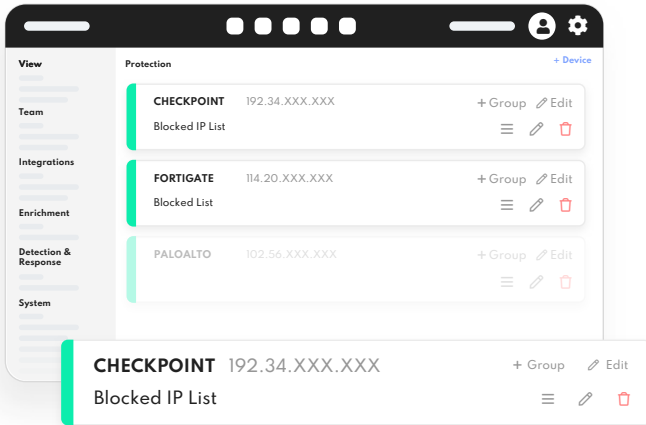 View
Team
Integrations
Enrichment
Detection &
Response
System
Protection
+ Device
CHECKPOINT 192.34.XXX.XXX + Group Edit
Blocked IP List
FORTIGATE 114.20.XXX.XXX + Group Edit
Blocked List
PALOALTO 102.56.XXX.XXX + Group Edit
CHECKPOINT 192.34.XXX.XXX + Group Edit
Blocked IP List